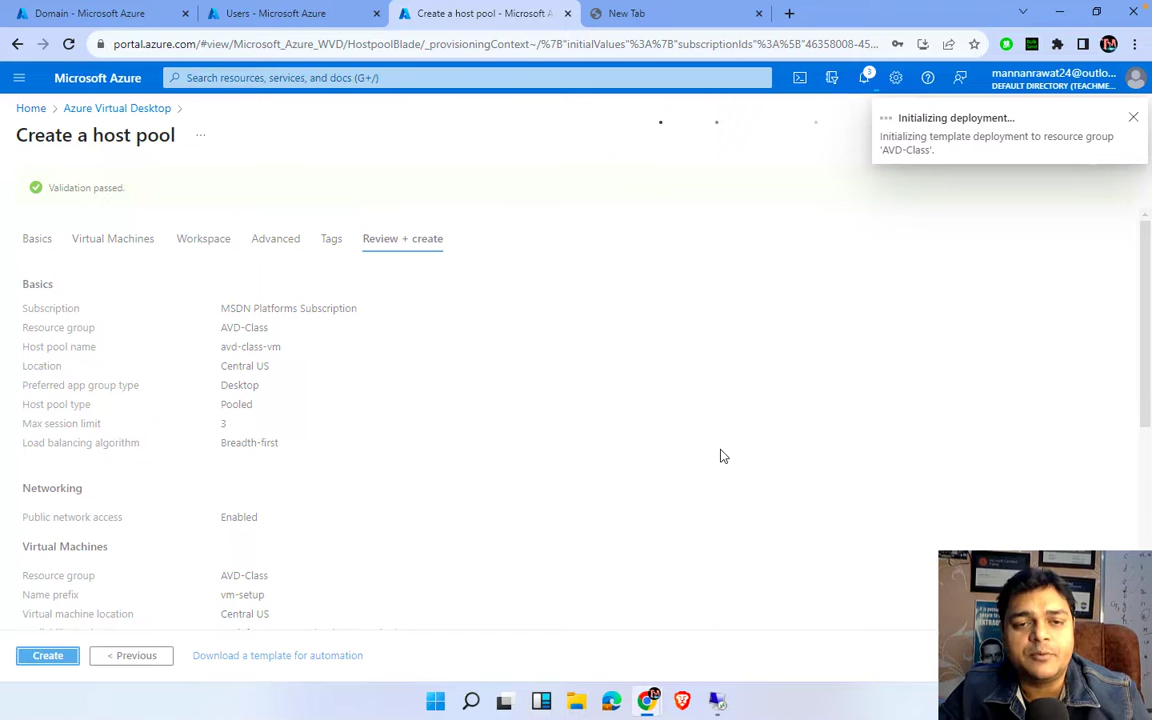 Domain - Microsoft Azure
Users - Microsoft Azure
Create a host pool - Microsoft A
New Tab
portal.azure.com/#view/Microsoft_Azure_WVD/HostpoolBlade/_provisioningContext~/%7B"initialValues"%3A%7B"subscriptionIds"%3A%5B"46358008-45...
Microsoft Azure
Search resources, services, and docs (G+/)
3
mannanrawat24@outlo...
DEFAULT DIRECTORY (TEACHME...
Home > Azure Virtual Desktop >
Create a host pool ...
Initializing deployment...
Initializing template deployment to resource group
'AVD-Class'.
Validation passed.
Basics Virtual Machines Workspace Advanced Tags Review + create
Basics
Subscription MSDN Platforms Subscription
Resource group AVD-Class
Host pool name avd-class-vm
Location Central US
Preferred app group type Desktop
Host pool type Pooled
Max session limit 3
Load balancing algorithm Breadth-first
Networking
Public network access Enabled
Virtual Machines
Resource group AVD-Class
Name prefix vm-setup
Virtual machine location Central US
Create < Previous Download a template for automation